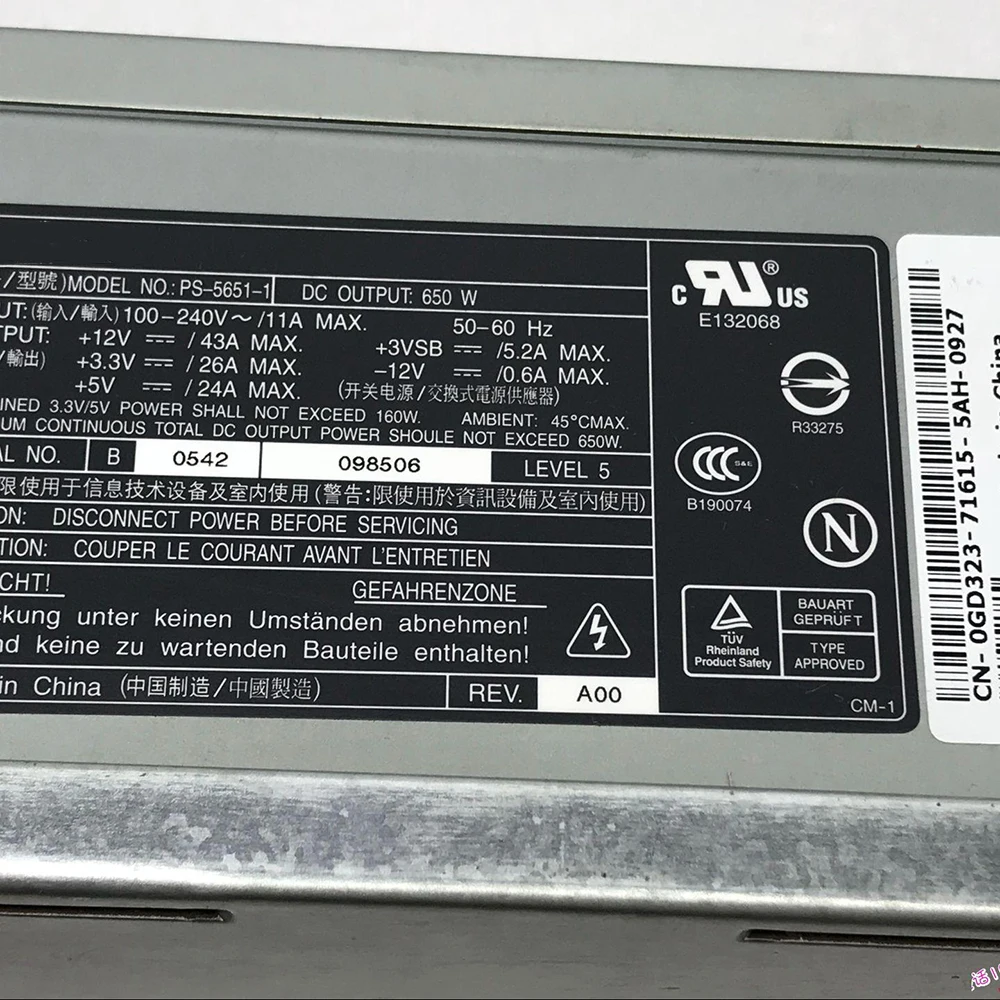 /型號)MODEL NO.: PS-5651-1 DC OUTPUT: 650 W
UT:(输入/輸入)100-240V～/11A MAX. 50-60 Hz
TPUT: +12V ⎓ / 43A MAX. +3VSB ⎓ /5.2A MAX.
/輸出) +3.3V ⎓ / 26A MAX. -12V ⎓ /0.6A MAX.
+5V ⎓ / 24A MAX. (开关电源/交換式電源供應器)
INED 3.3V/5V POWER SHALL NOT EXCEED 160W. AMBIENT: 45°CMAX.
UM CONTINUOUS TOTAL DC OUTPUT POWER SHOULE NOT EXCEED 650W.
AL NO. B 0542 098506 LEVEL 5
限使用于信息技术设备及室内使用(警告:限使用於資訊設備及室內使用)
ON: DISCONNECT POWER BEFORE SERVICING
TION: COUPER LE COURANT AVANT L'ENTRETIEN
CHT! GEFAHRENZONE
ckung unter keinen Umständen abnehmen!
nd keine zu wartenden Bauteile enthalten!
in China (中国制造/中國製造) REV. A00
C RU ® US
E132068
R33275
CCC S&E
B190074
N
TÜV
Rheinland
Product Safety
BAUART
GEPRÜFT
TYPE
APPROVED
CM-1
CN- 0GD323- 71615- 5AH- 0927
in China